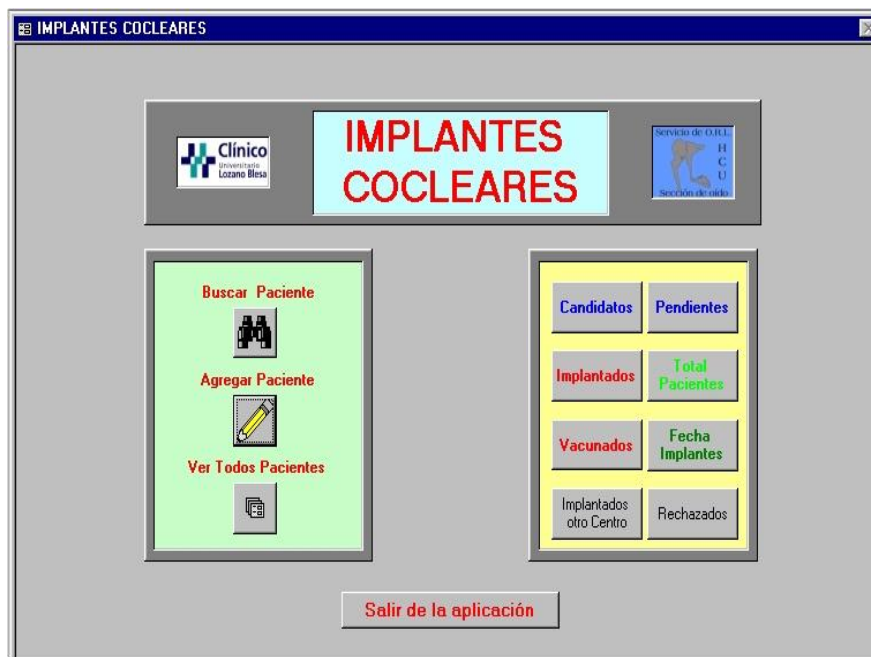 IMPLANTES COCLEARES
Clínico
Universitario
Lozano Blesa
IMPLANTES
COCLEARES
Servicio de O.R.L.
H
C
U
Sección de oído
Buscar Paciente
Agregar Paciente
Ver Todos Pacientes
Candidatos
Pendientes
Implantados
Total
Pacientes
Vacunados
Fecha
Implantes
Implantados
otro Centro
Rechazados
Salir de la aplicación